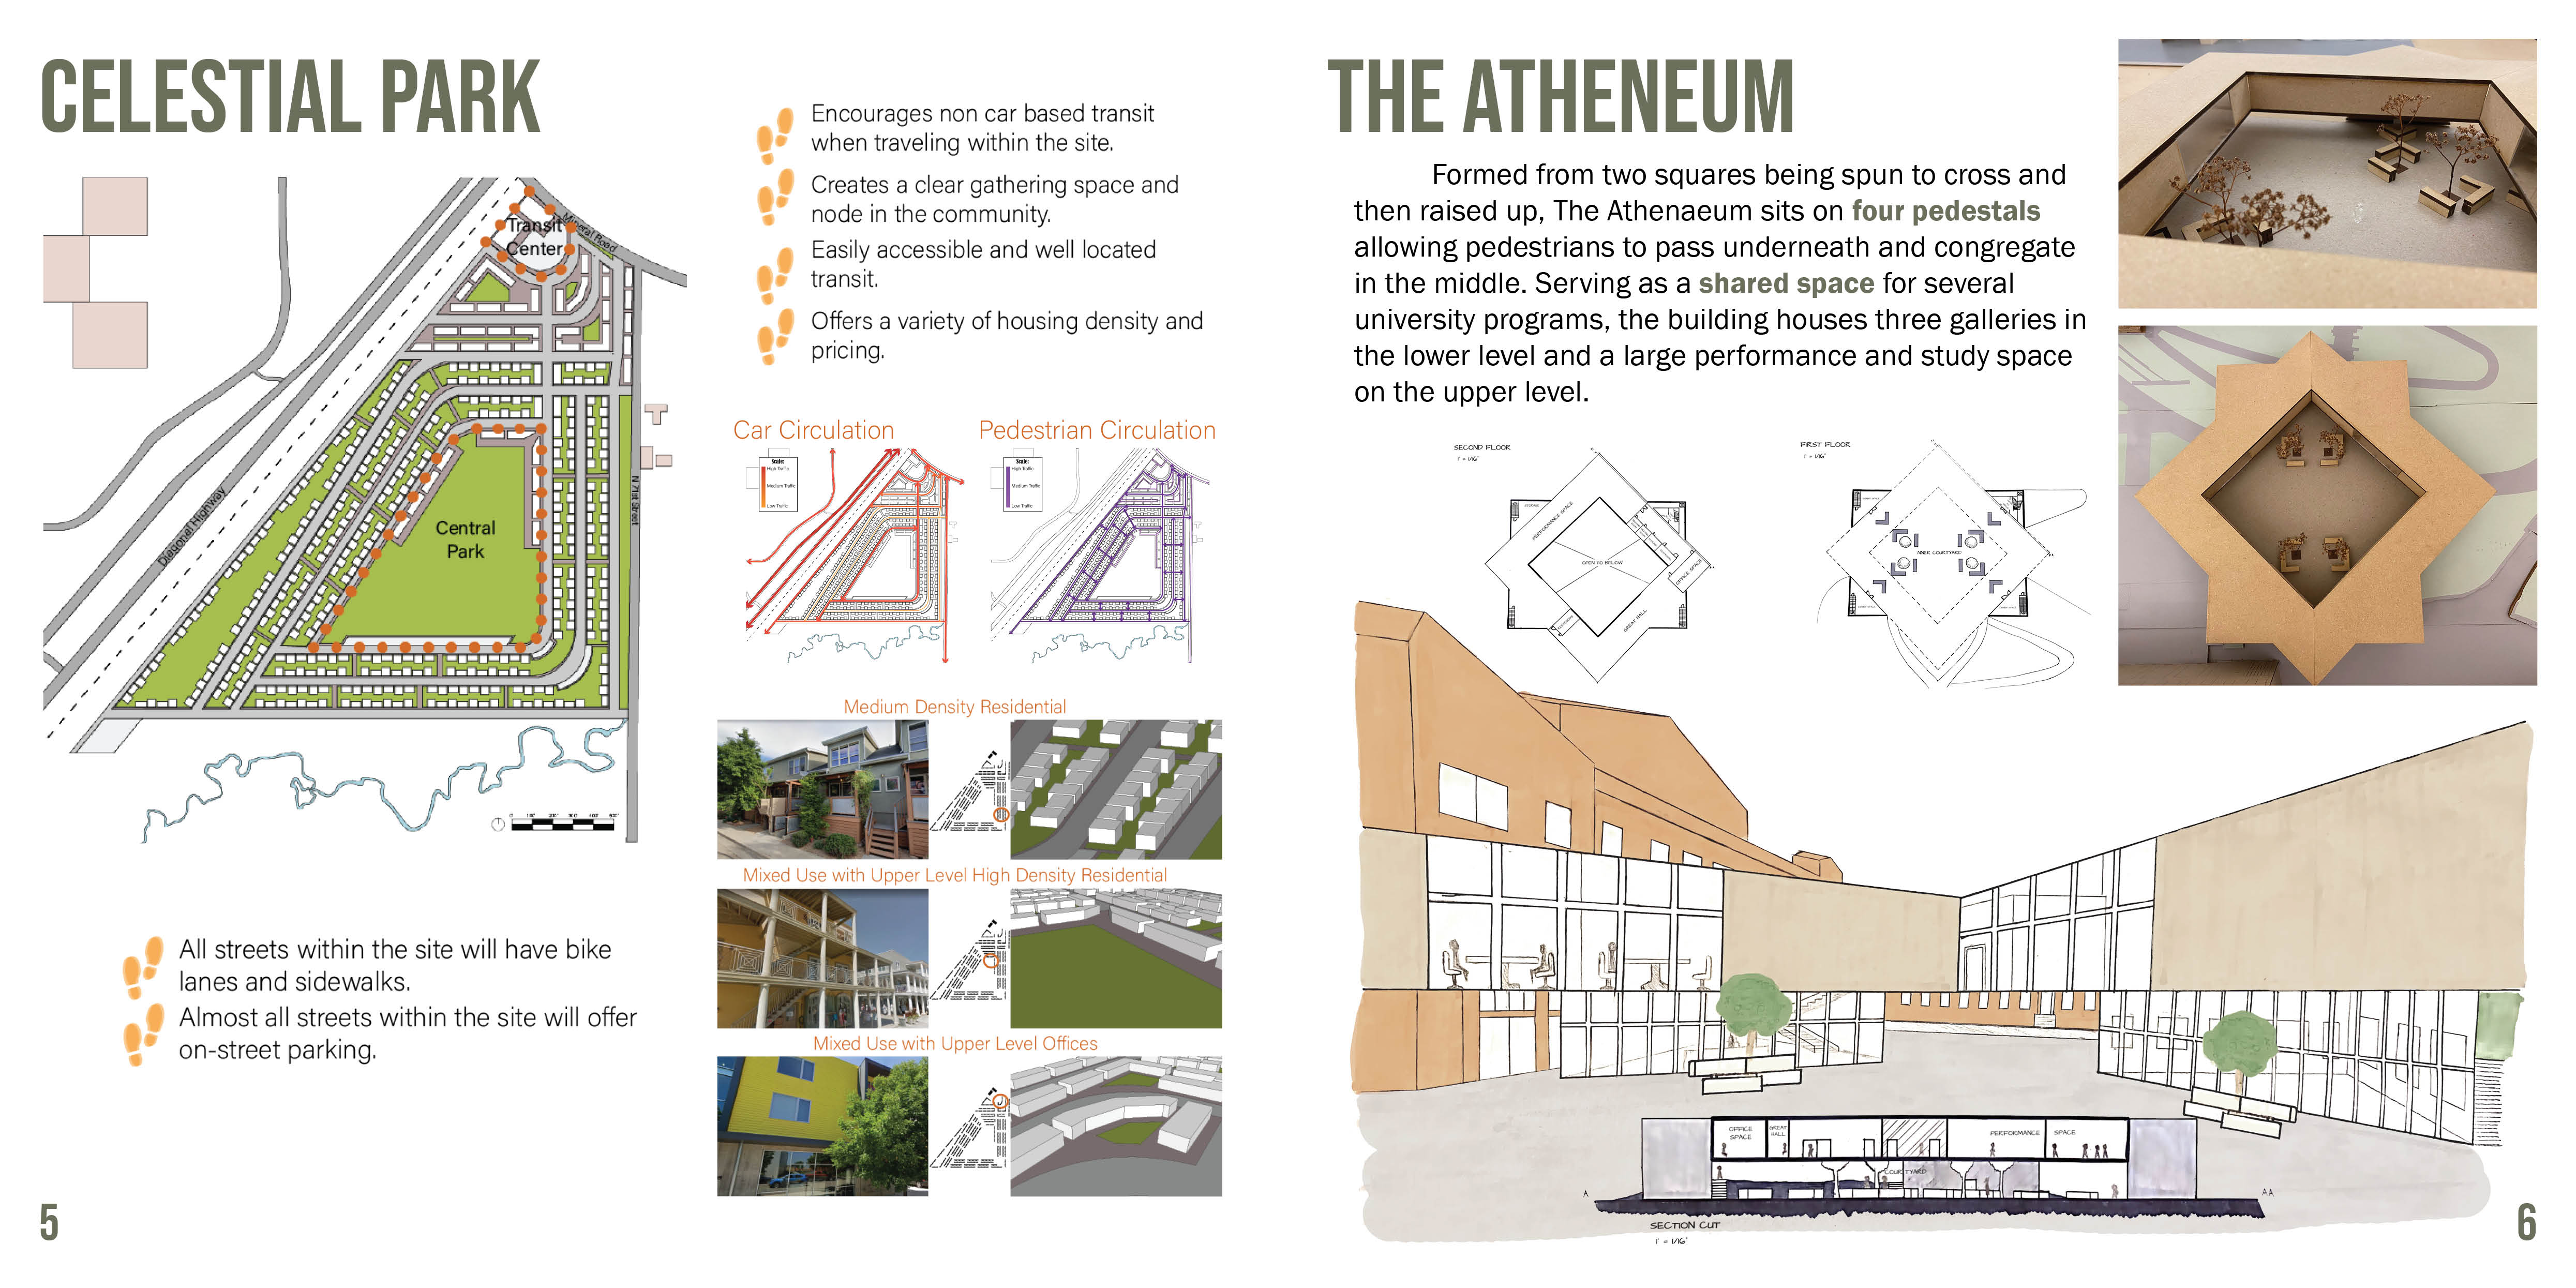 CELESTIAL PARK
Transit
Center
Mineral Road
Diagonal Highway
Central
Park
N 71st Street
0 100' 200' 300' 400'
All streets within the site will have bike
lanes and sidewalks.
Almost all streets within the site will offer
on-street parking.
5
Encourages non car based transit
when traveling within the site.
Creates a clear gathering space and
node in the community.
Easily accessible and well located
transit.
Offers a variety of housing density and
pricing.
Car Circulation
Scale:
High Traffic
Medium Traffic
Low Traffic
Pedestrian Circulation
Scale:
High Traffic
Medium Traffic
Low Traffic
Medium Density Residential
Mixed Use with Upper Level High Density Residential
Mixed Use with Upper Level Offices
THE ATHENEUM
Formed from two squares being spun to cross and
then raised up, The Athenaeum sits on four pedestals
allowing pedestrians to pass underneath and congregate
in the middle. Serving as a shared space for several
university programs, the building houses three galleries in
the lower level and a large performance and study space
on the upper level.
SECOND FLOOR
1' = 1/16"
STORAGE
PERFORMANCE SPACE
OPEN TO BELOW
OFFICE SPACE
GREAT HALL
FIRST FLOOR
1' = 1/16"
INNER COURTYARD
OFFICE
SPACE
GREAT
HALL
PERFORMANCE SPACE
COURTYARD
A
AA
SECTION CUT
1' = 1/16"
6